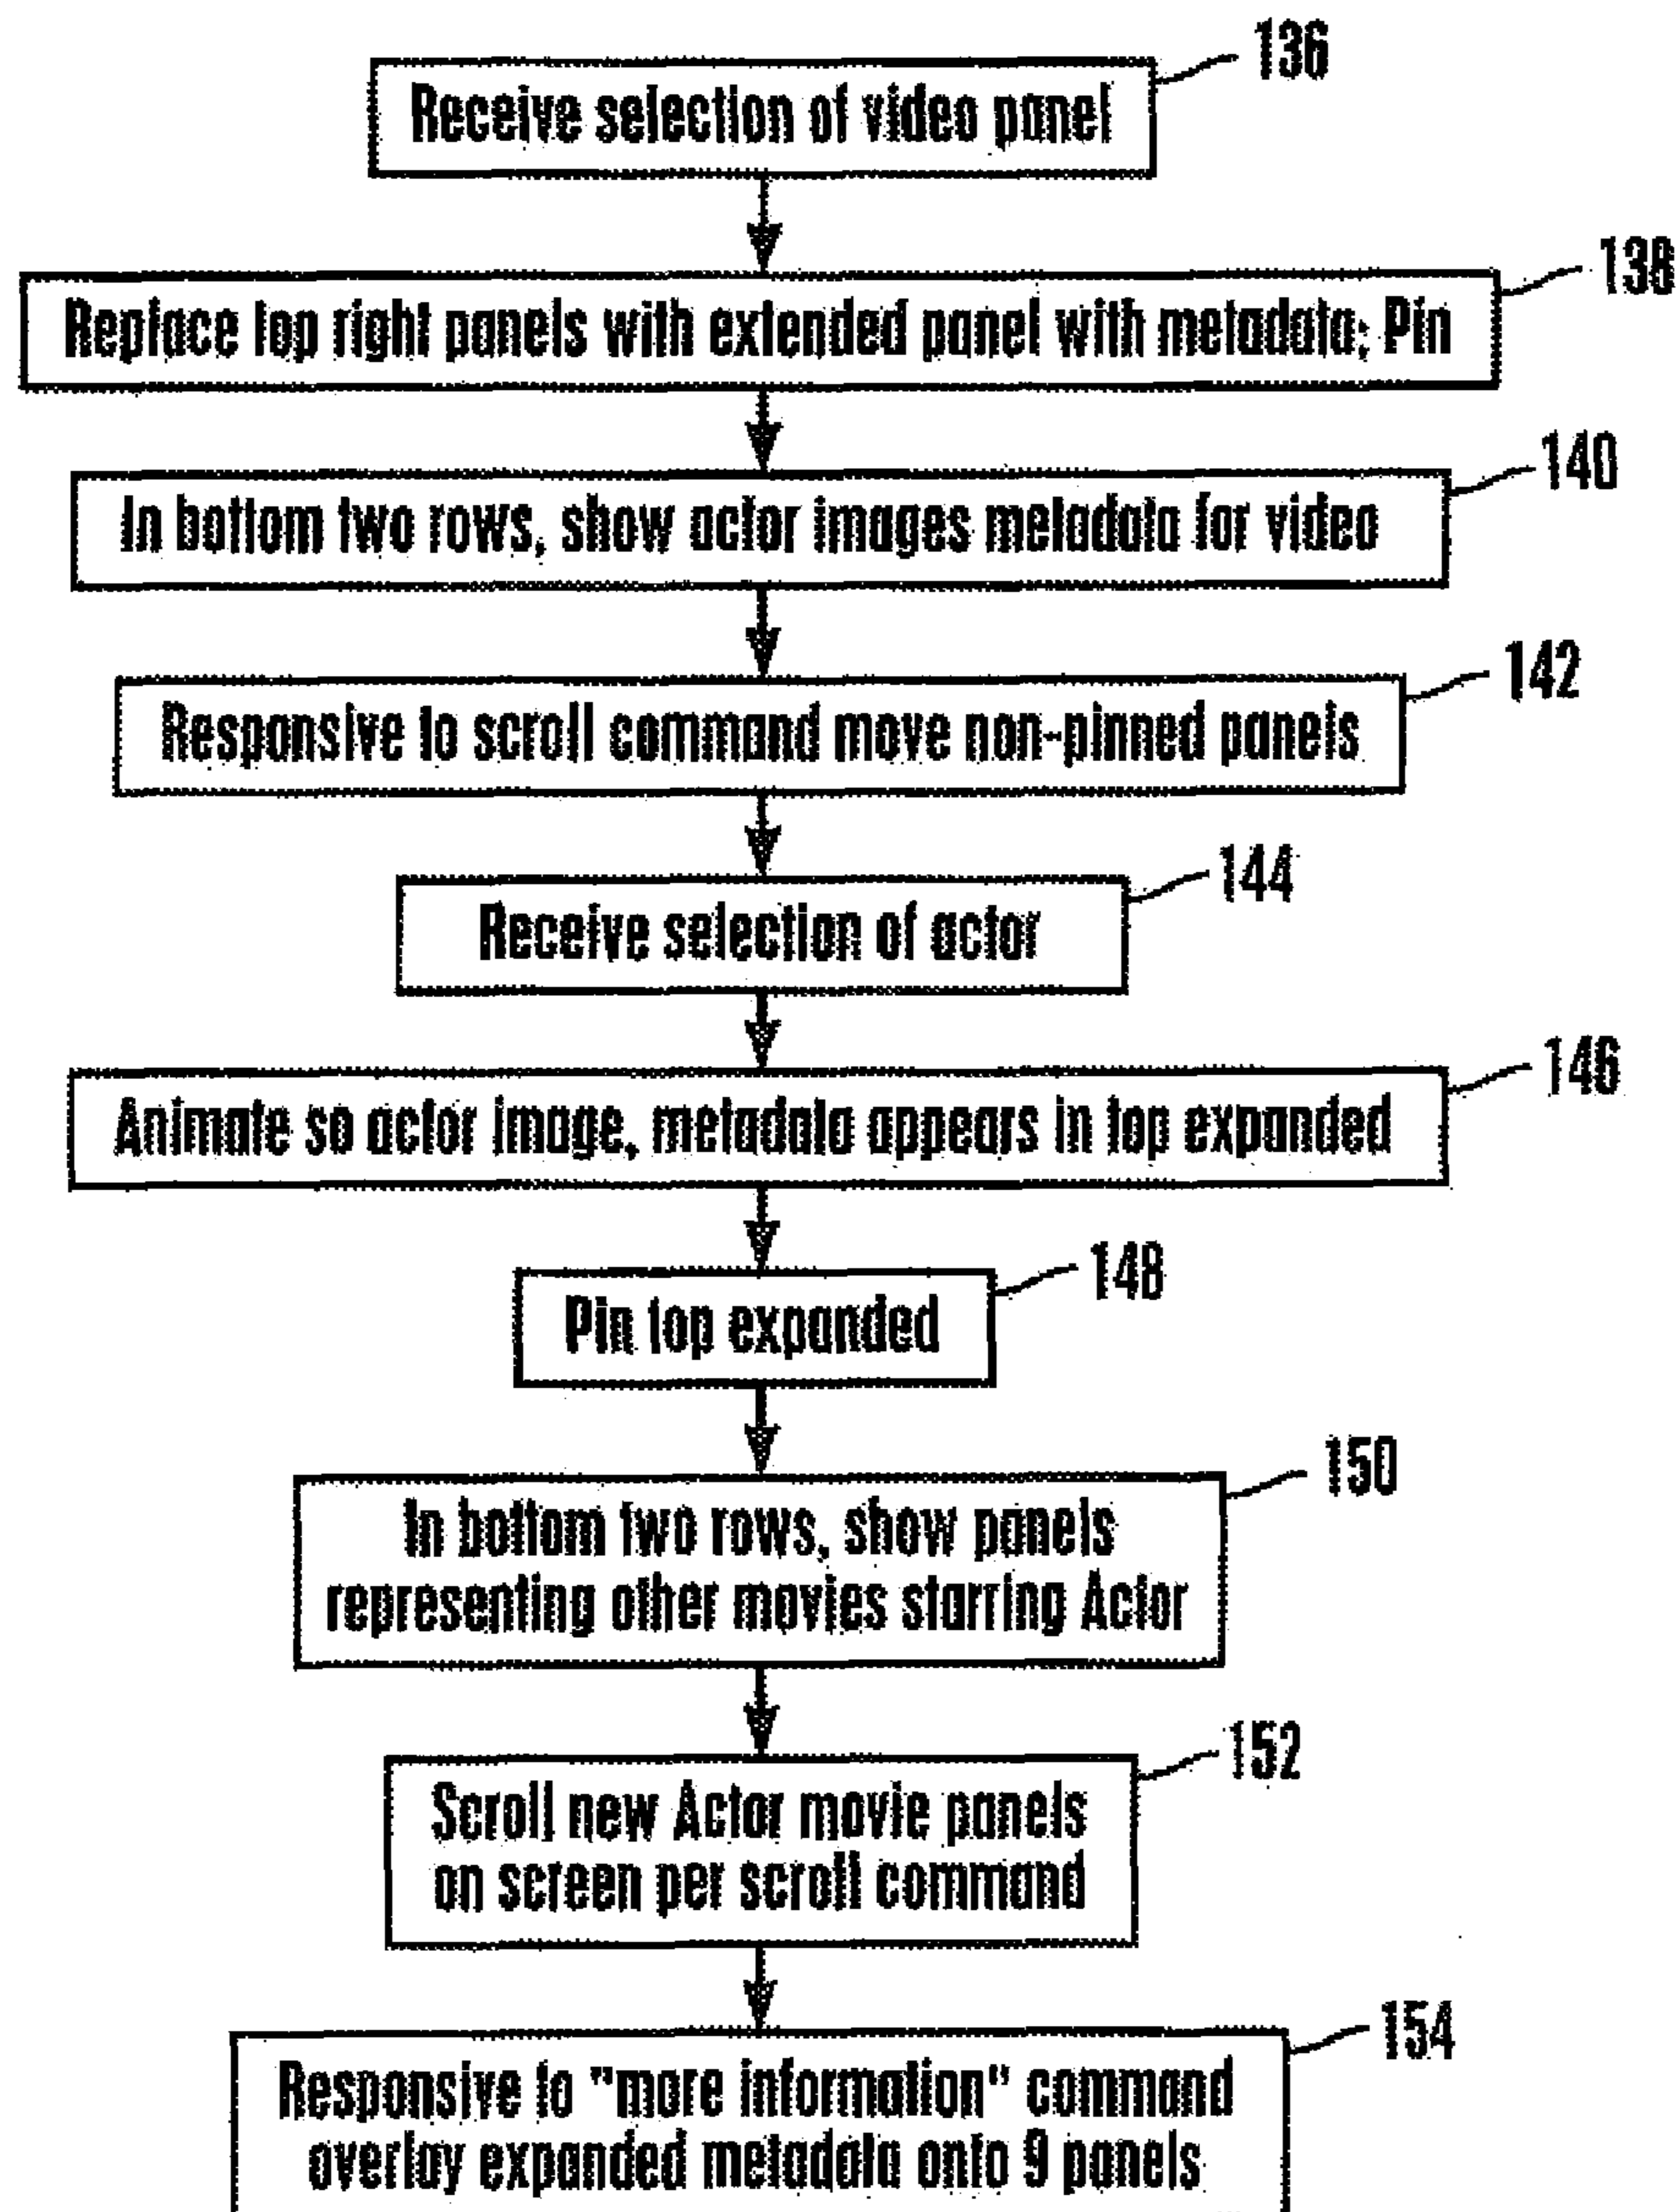 136
Receive selection of video panel
138
Replace top right panels with extended panel with metadata; Pin
140
In bottom two rows, show actor images metadata for video
142
Responsive to scroll command move non-pinned panels
144
Receive selection of actor
146
Animate so actor image, metadata appears in top expanded
148
Pin top expanded
150
In bottom two rows, show panels
representing other movies starring Actor
152
Scroll new Actor movie panels
on screen per scroll command
154
Responsive to "more information" command
overlay expanded metadata onto 9 panels